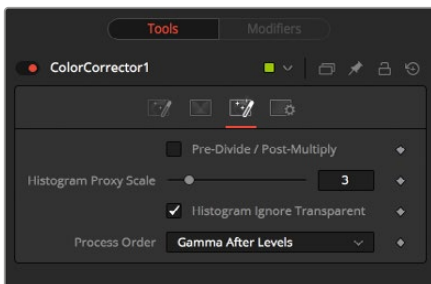 Tools
Modifiers
ColorCorrector1
Pre-Divide / Post-Multiply
Histogram Proxy Scale
3
Histogram Ignore Transparent
Process Order
Gamma After Levels